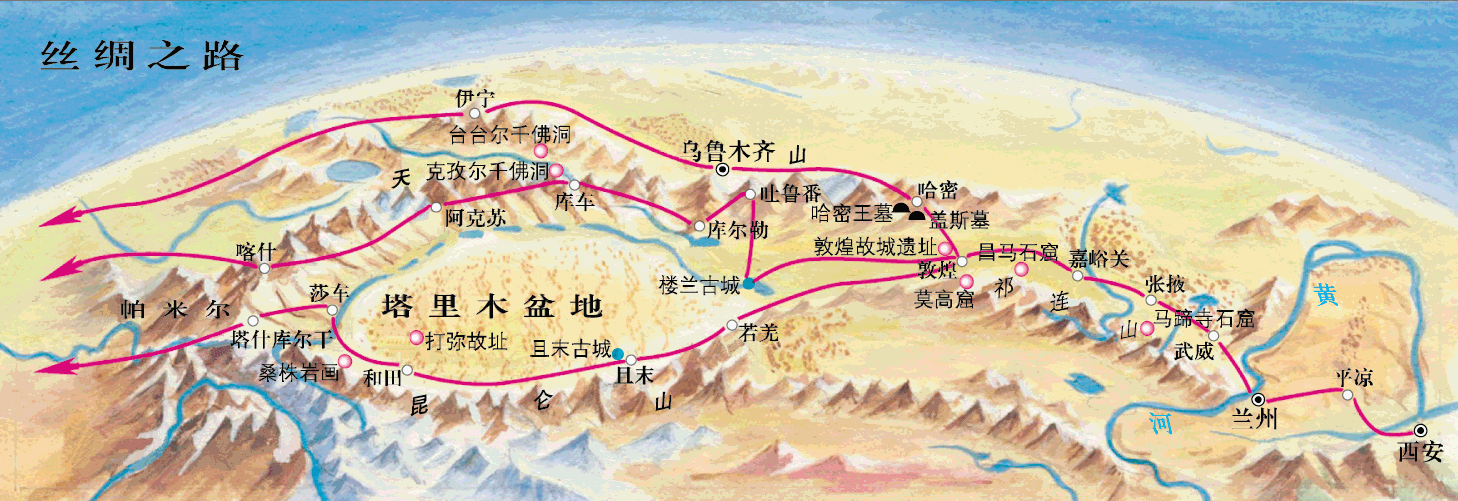 丝绸之路
伊宁
台台尔千佛洞
克孜尔千佛洞
天
山
乌鲁木齐
吐鲁番
哈密
哈密王墓
盖斯墓
库车
阿克苏
库尔勒
敦煌故城遗址
敦煌
昌马石窟
嘉峪关
喀什
莎车
楼兰古城
莫高窟
祁
连
山
张掖
马蹄寺石窟
武威
黄
河
帕米尔
塔里木盆地
塔什库尔干
打弥故址
且末古城
若羌
桑株岩画
和田
且末
昆
仑
山
平凉
兰州
西安